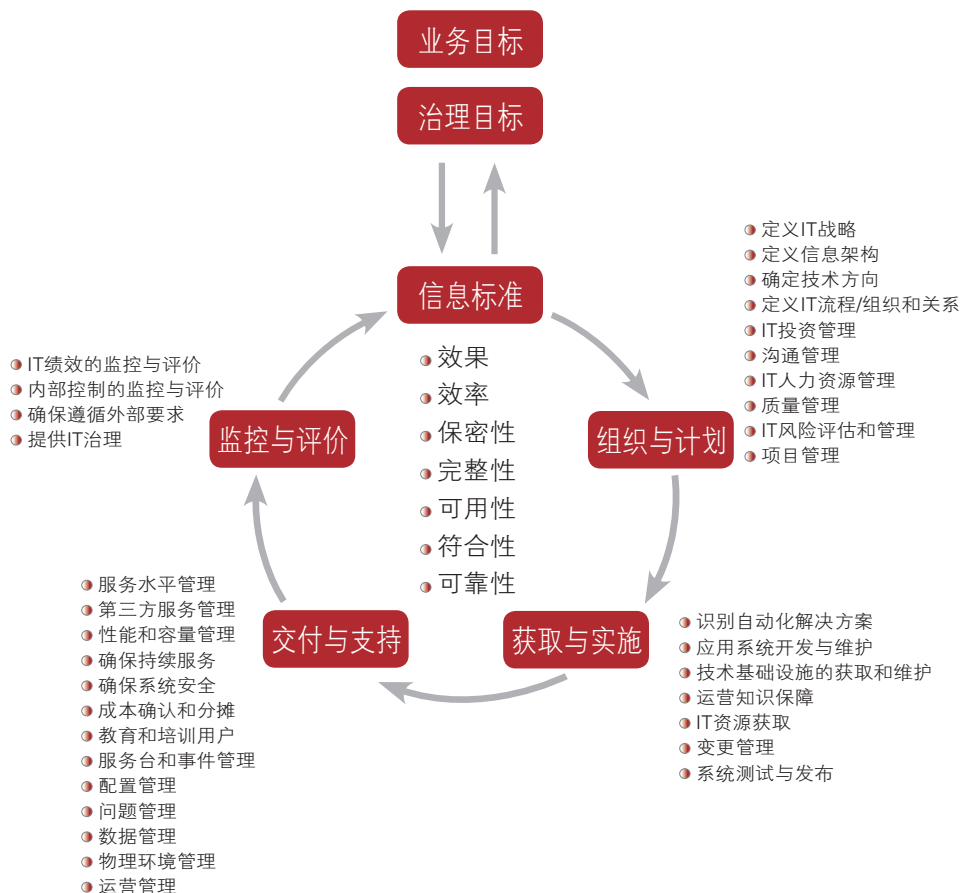 业务目标
治理目标
信息标准
效果
效率
保密性
完整性
可用性
符合性
可靠性
组织与计划
定义IT战略
定义信息架构
确定技术方向
定义IT流程/组织和关系
IT投资管理
沟通管理
IT人力资源管理
质量管理
IT风险评估和管理
项目管理
获取与实施
识别自动化解决方案
应用系统开发与维护
技术基础设施的获取和维护
运营知识保障
IT资源获取
变更管理
系统测试与发布
交付与支持
服务水平管理
第三方服务管理
性能和容量管理
确保持续服务
确保系统安全
成本确认和分摊
教育和培训用户
服务台和事件管理
配置管理
问题管理
数据管理
物理环境管理
运营管理
监控与评价
IT绩效的监控与评价
内部控制的监控与评价
确保遵循外部要求
提供IT治理